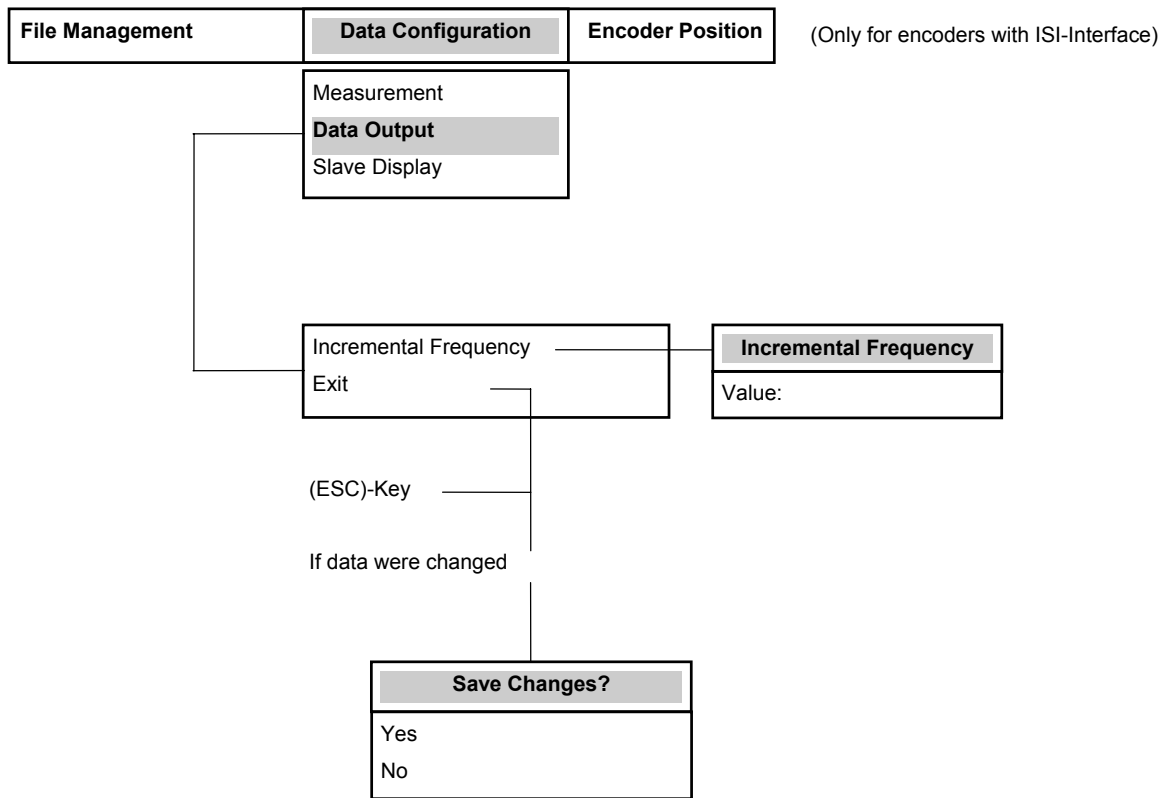 File Management Data Configuration Encoder Position (Only for encoders with ISI-Interface)
Measurement
Data Output
Slave Display
Incremental Frequency
Exit
Incremental Frequency
Value:
(ESC)-Key
If data were changed
Save Changes?
Yes
No